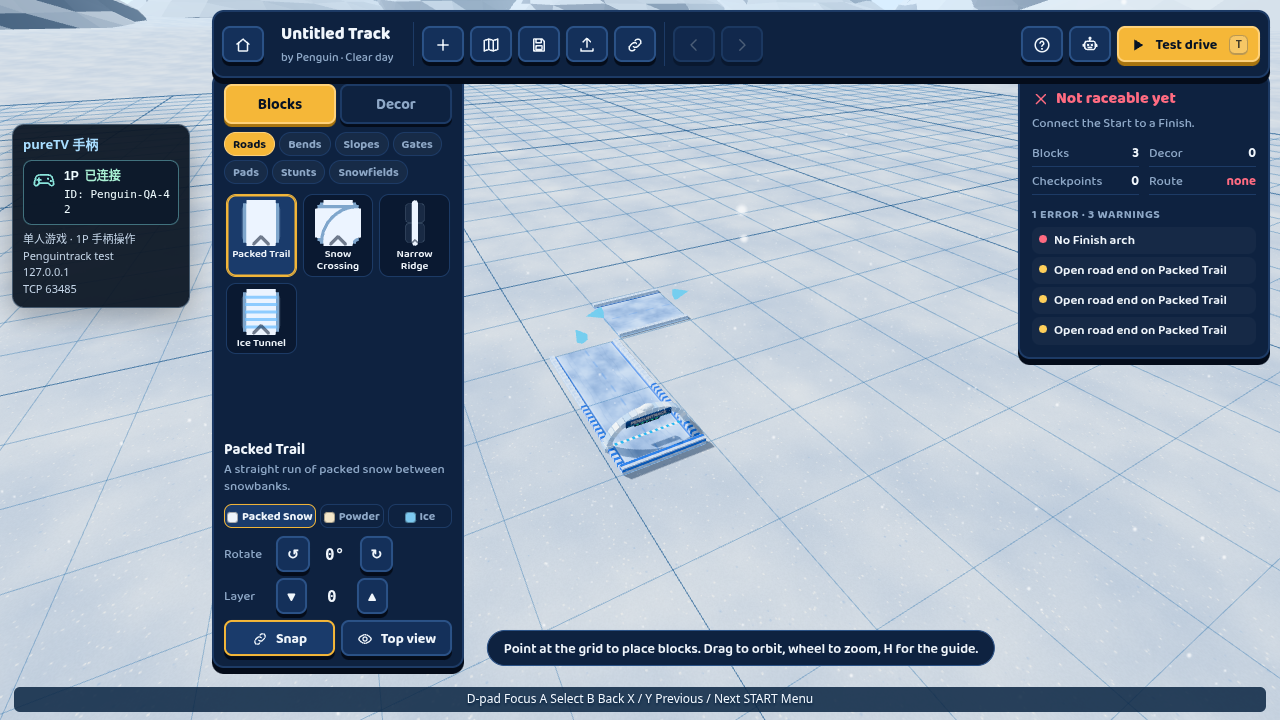 Untitled Track
by Penguin · Clear day
Test drive
T
pureTV 手柄
1P 已连接
ID: Penguin-QA-4
2
单人游戏 · 1P 手柄操作
Penguintrack test
127.0.0.1
TCP 63485
Blocks
Decor
Roads
Bends
Slopes
Gates
Pads
Stunts
Snowfields
Packed Trail
Snow
Crossing
Narrow
Ridge
Ice Tunnel
Packed Trail
A straight run of packed snow between
snowbanks.
Packed Snow
Powder
Ice
Rotate
0°
Layer
0
Snap
Top view
Not raceable yet
Connect the Start to a Finish.
Blocks 3 Decor 0
Checkpoints 0 Route none
1 ERROR · 3 WARNINGS
No Finish arch
Open road end on Packed Trail
Open road end on Packed Trail
Open road end on Packed Trail
Point at the grid to place blocks. Drag to orbit, wheel to zoom, H for the guide.
D-pad Focus A Select B Back X / Y Previous / Next START Menu